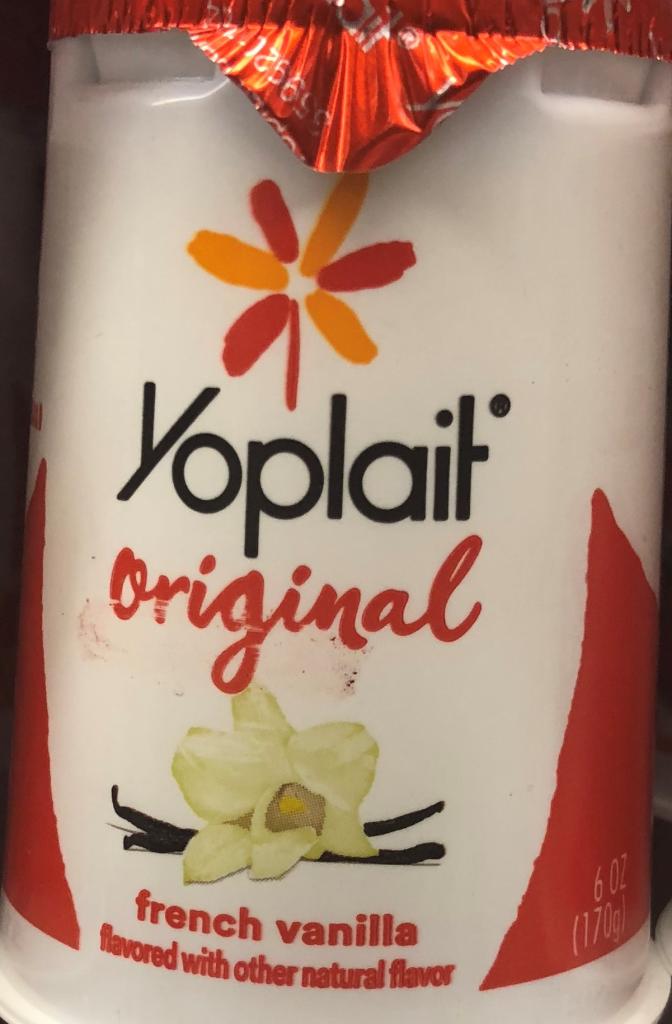 Yoplait®
original
french vanilla
flavored with other natural flavor
6 OZ
(170g)